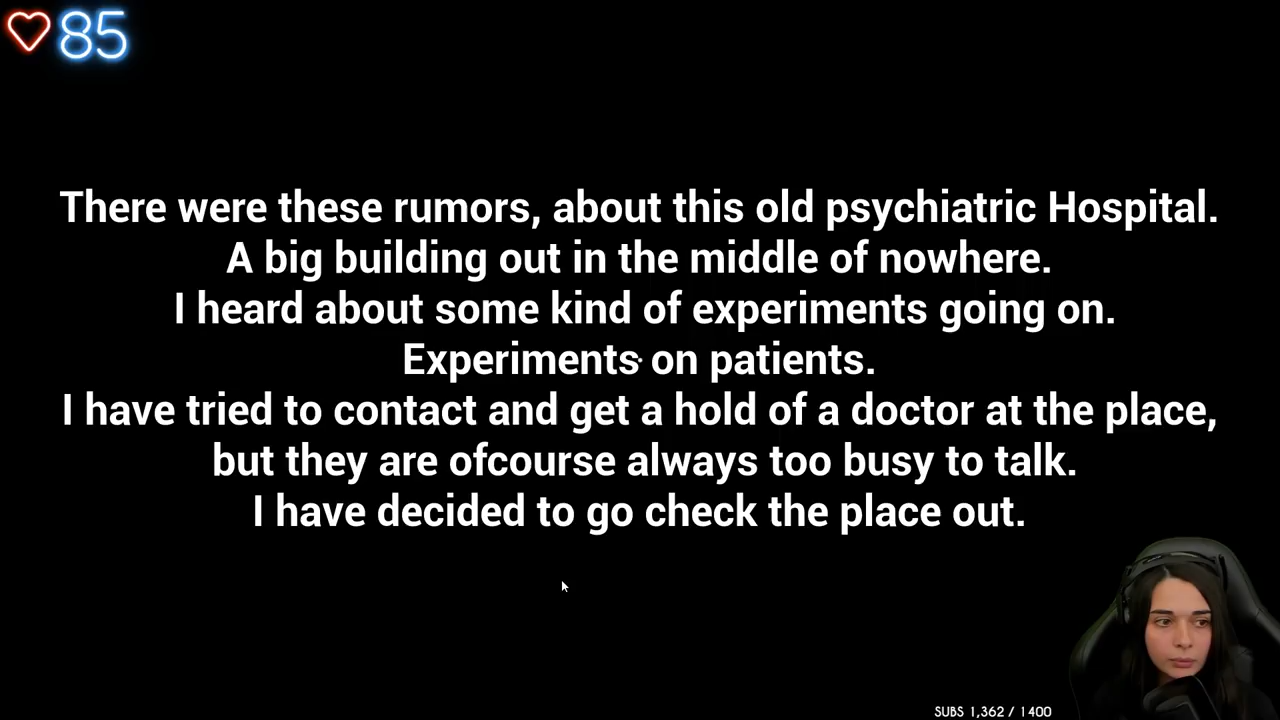 85
There were these rumors, about this old psychiatric Hospital.
A big building out in the middle of nowhere.
I heard about some kind of experiments going on.
Experiments on patients.
I have tried to contact and get a hold of a doctor at the place,
but they are ofcourse always too busy to talk.
I have decided to go check the place out.
SUBS 1,362 / 1400